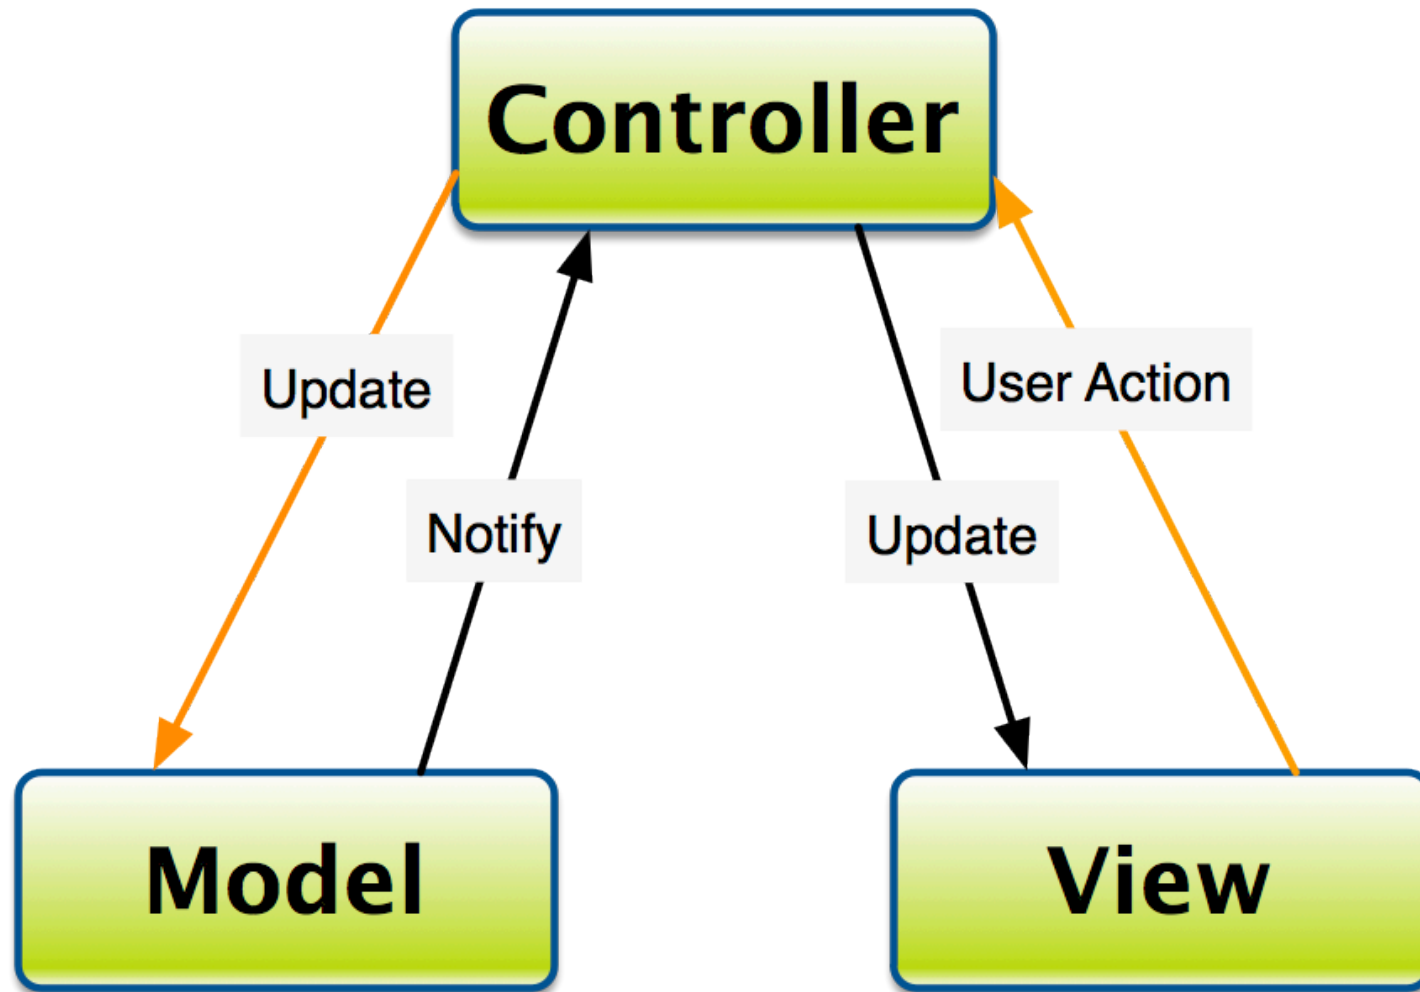 Controller
Update
User Action
Notify
Update
Model
View